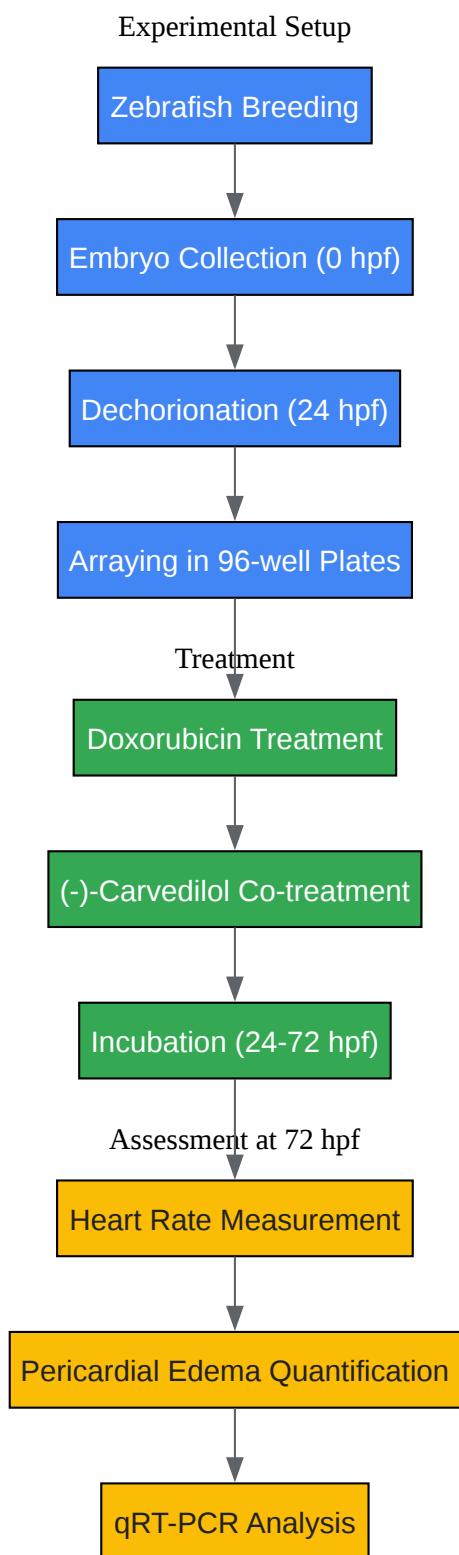 Experimental Setup
Zebrafish Breeding
Embryo Collection (0 hpf)
Dechorionation (24 hpf)
Arraying in 96-well Plates
Treatment
Doxorubicin Treatment
(-)-Carvedilol Co-treatment
Incubation (24-72 hpf)
Assessment at 72 hpf
Heart Rate Measurement
Pericardial Edema Quantification
qRT-PCR Analysis